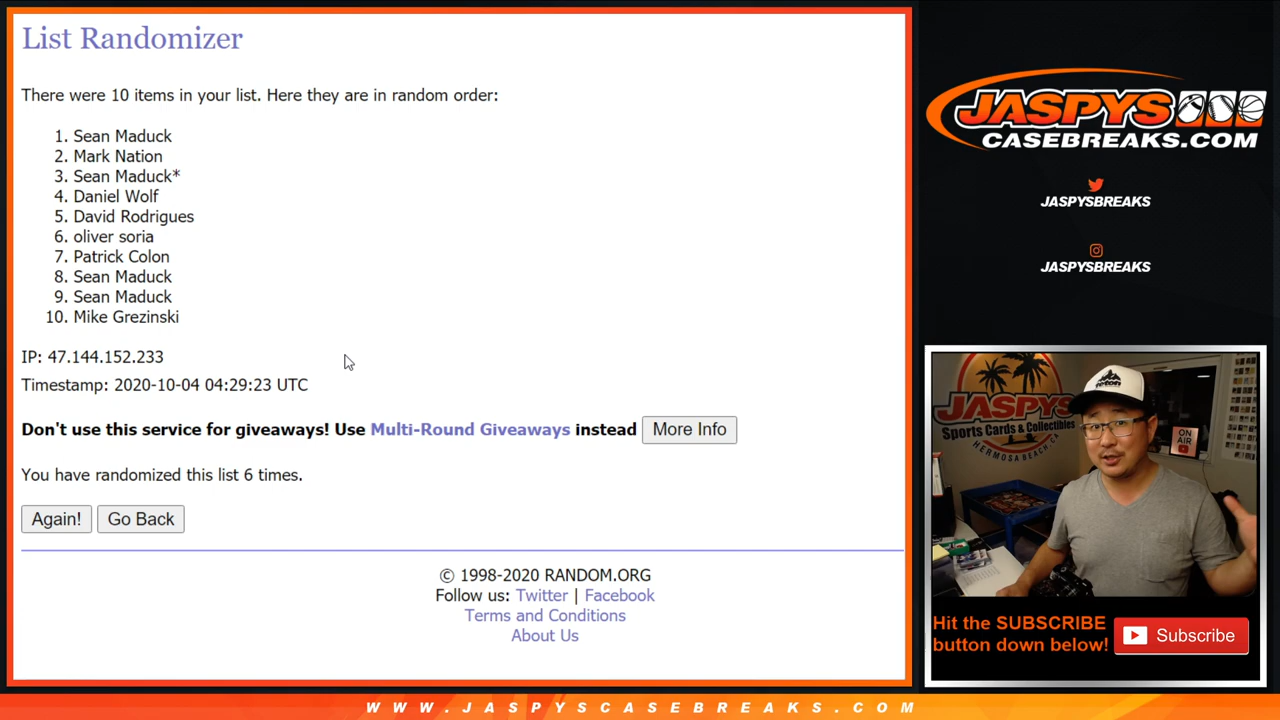 List Randomizer
There were 10 items in your list. Here they are in random order:
1. Sean Maduck
2. Mark Nation
3. Sean Maduck*
4. Daniel Wolf
5. David Rodrigues
6. oliver soria
7. Patrick Colon
8. Sean Maduck
9. Sean Maduck
10. Mike Grezinski
IP: 47.144.152.233
Timestamp: 2020-10-04 04:29:23 UTC
Don't use this service for giveaways! Use Multi-Round Giveaways instead More Info
You have randomized this list 6 times.
Again! Go Back
© 1998-2020 RANDOM.ORG
Follow us: Twitter | Facebook
Terms and Conditions
About Us
JASPYS
CASEBREAKS.COM
JASPYSBREAKS
JASPYSBREAKS
JASPYS
Sports Cards & Collectibles
HERMOSA BEACH, CA
ON
AIR
Hit the SUBSCRIBE
button down below!
Subscribe
WWW.JASPYSCASEBREAKS.COM